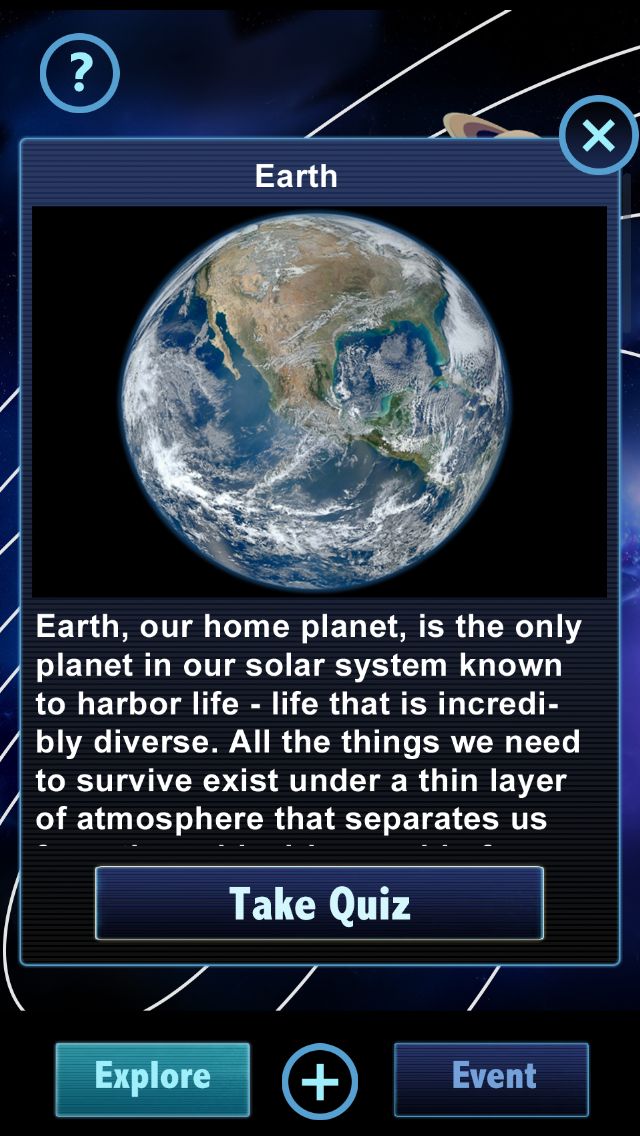 ?
Earth
Earth, our home planet, is the only
planet in our solar system known
to harbor life - life that is incredi-
bly diverse. All the things we need
to survive exist under a thin layer
of atmosphere that separates us
Take Quiz
Explore
Event